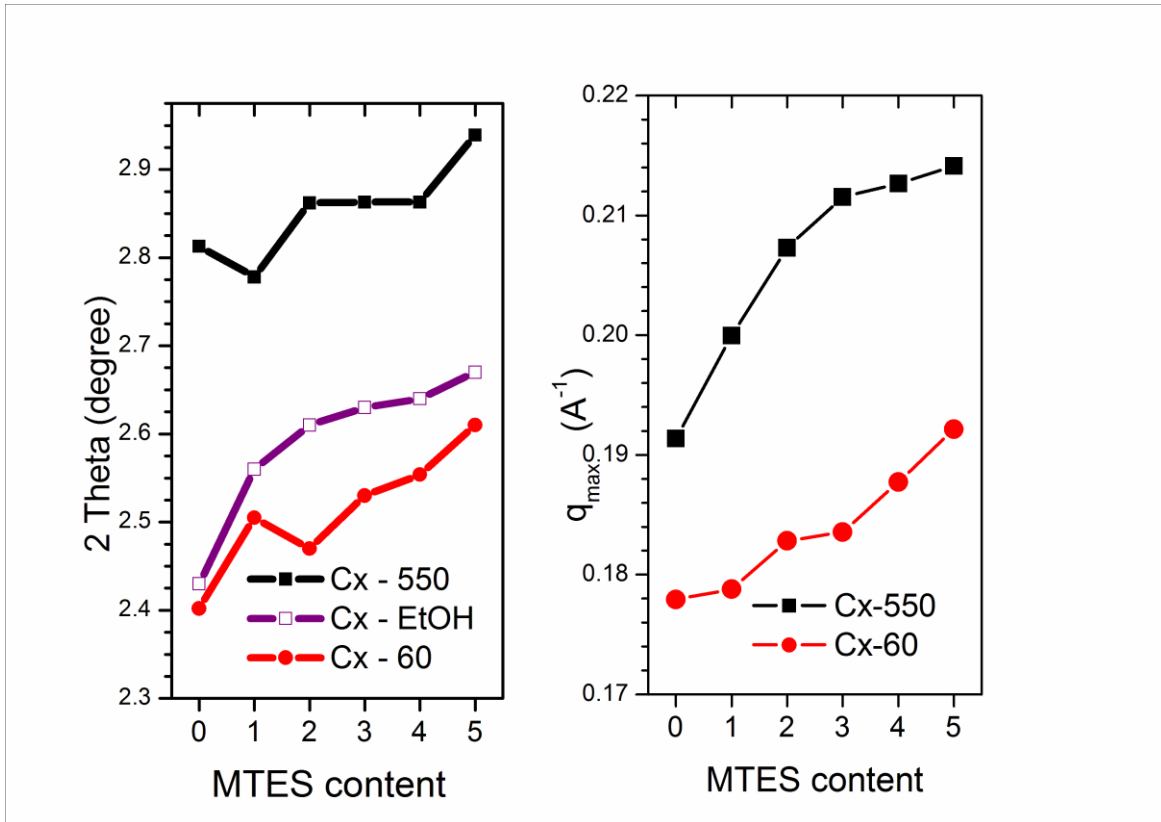 2 Theta (degree)
2.9
2.8
2.7
2.6
2.5
2.4
2.3
Cx - 550
Cx - EtOH
Cx - 60
0 1 2 3 4 5
MTES content
q max. (A-1)
0.22
0.21
0.20
0.19
0.18
0.17
Cx-550
Cx-60
0 1 2 3 4 5
MTES content